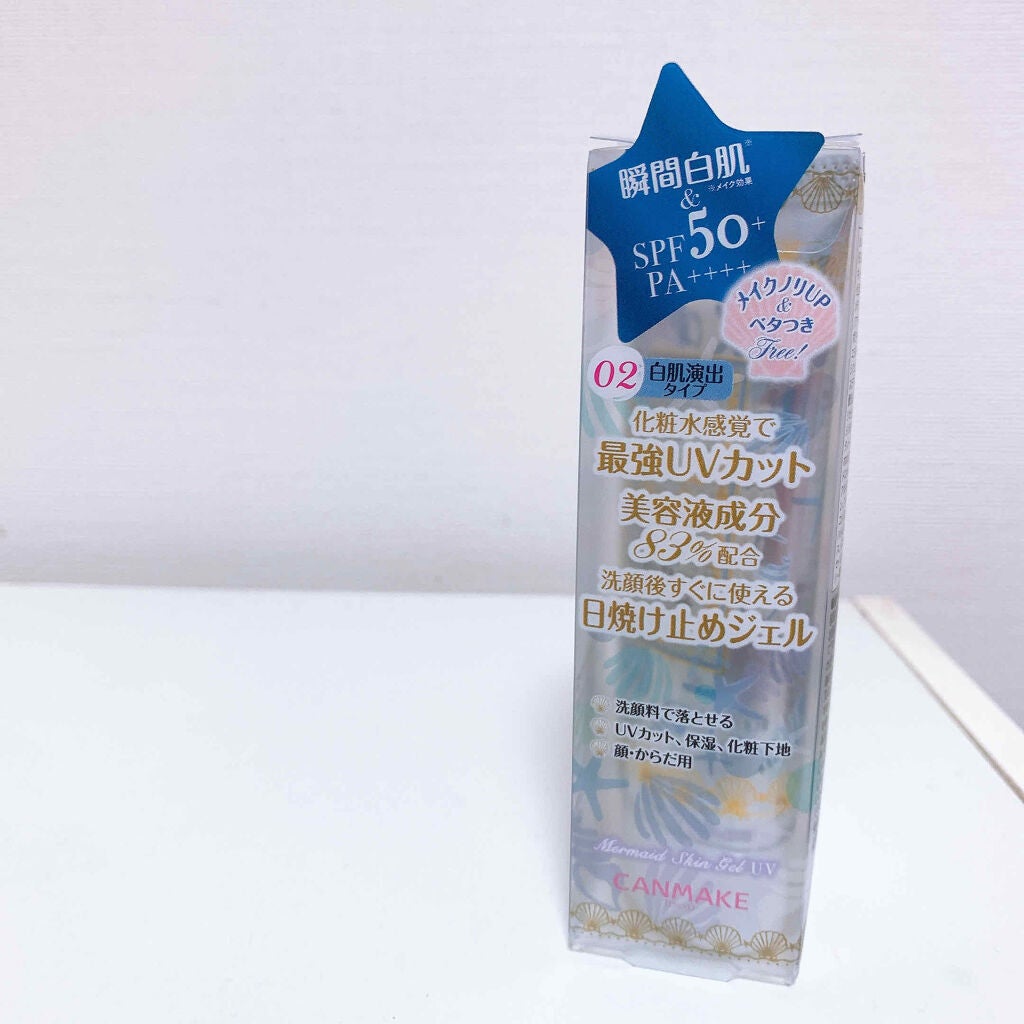 瞬間白肌※
※メイク効果
&
SPF50+
PA++++
メイクノリUP
&
ベタつき
Free!
02 白肌演出
タイプ
化粧水感覚で
最強UVカット
美容液成分
83%配合
洗顔後すぐに使える
日焼け止めジェル
洗顔料で落とせる
UVカット、保湿、化粧下地
顔・からだ用
Mermaid Skin Gel UV
CANMAKE